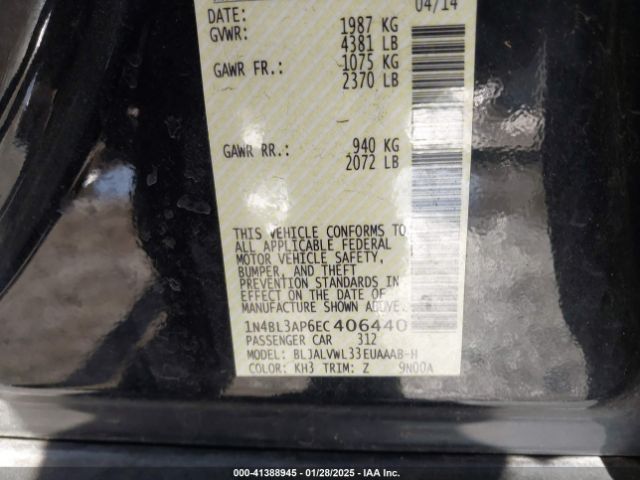 DATE: 04/14
GVWR: 1987 KG
4381 LB
GAWR FR.: 1075 KG
2370 LB
GAWR RR.: 940 KG
2072 LB
THIS VEHICLE CONFORMS TO
ALL APPLICABLE FEDERAL
MOTOR VEHICLE SAFETY,
BUMPER, AND THEFT
PREVENTION STANDARDS IN
EFFECT ON THE DATE OF
MANUFACTURE SHOWN ABOVE.
1N4BL3AP6EC406440
PASSENGER CAR 312
MODEL: BLJALVWL33EUAAAB-H
COLOR: KH3 TRIM: Z 9N00A
000-41388945 - 01/28/2025 - IAA Inc.